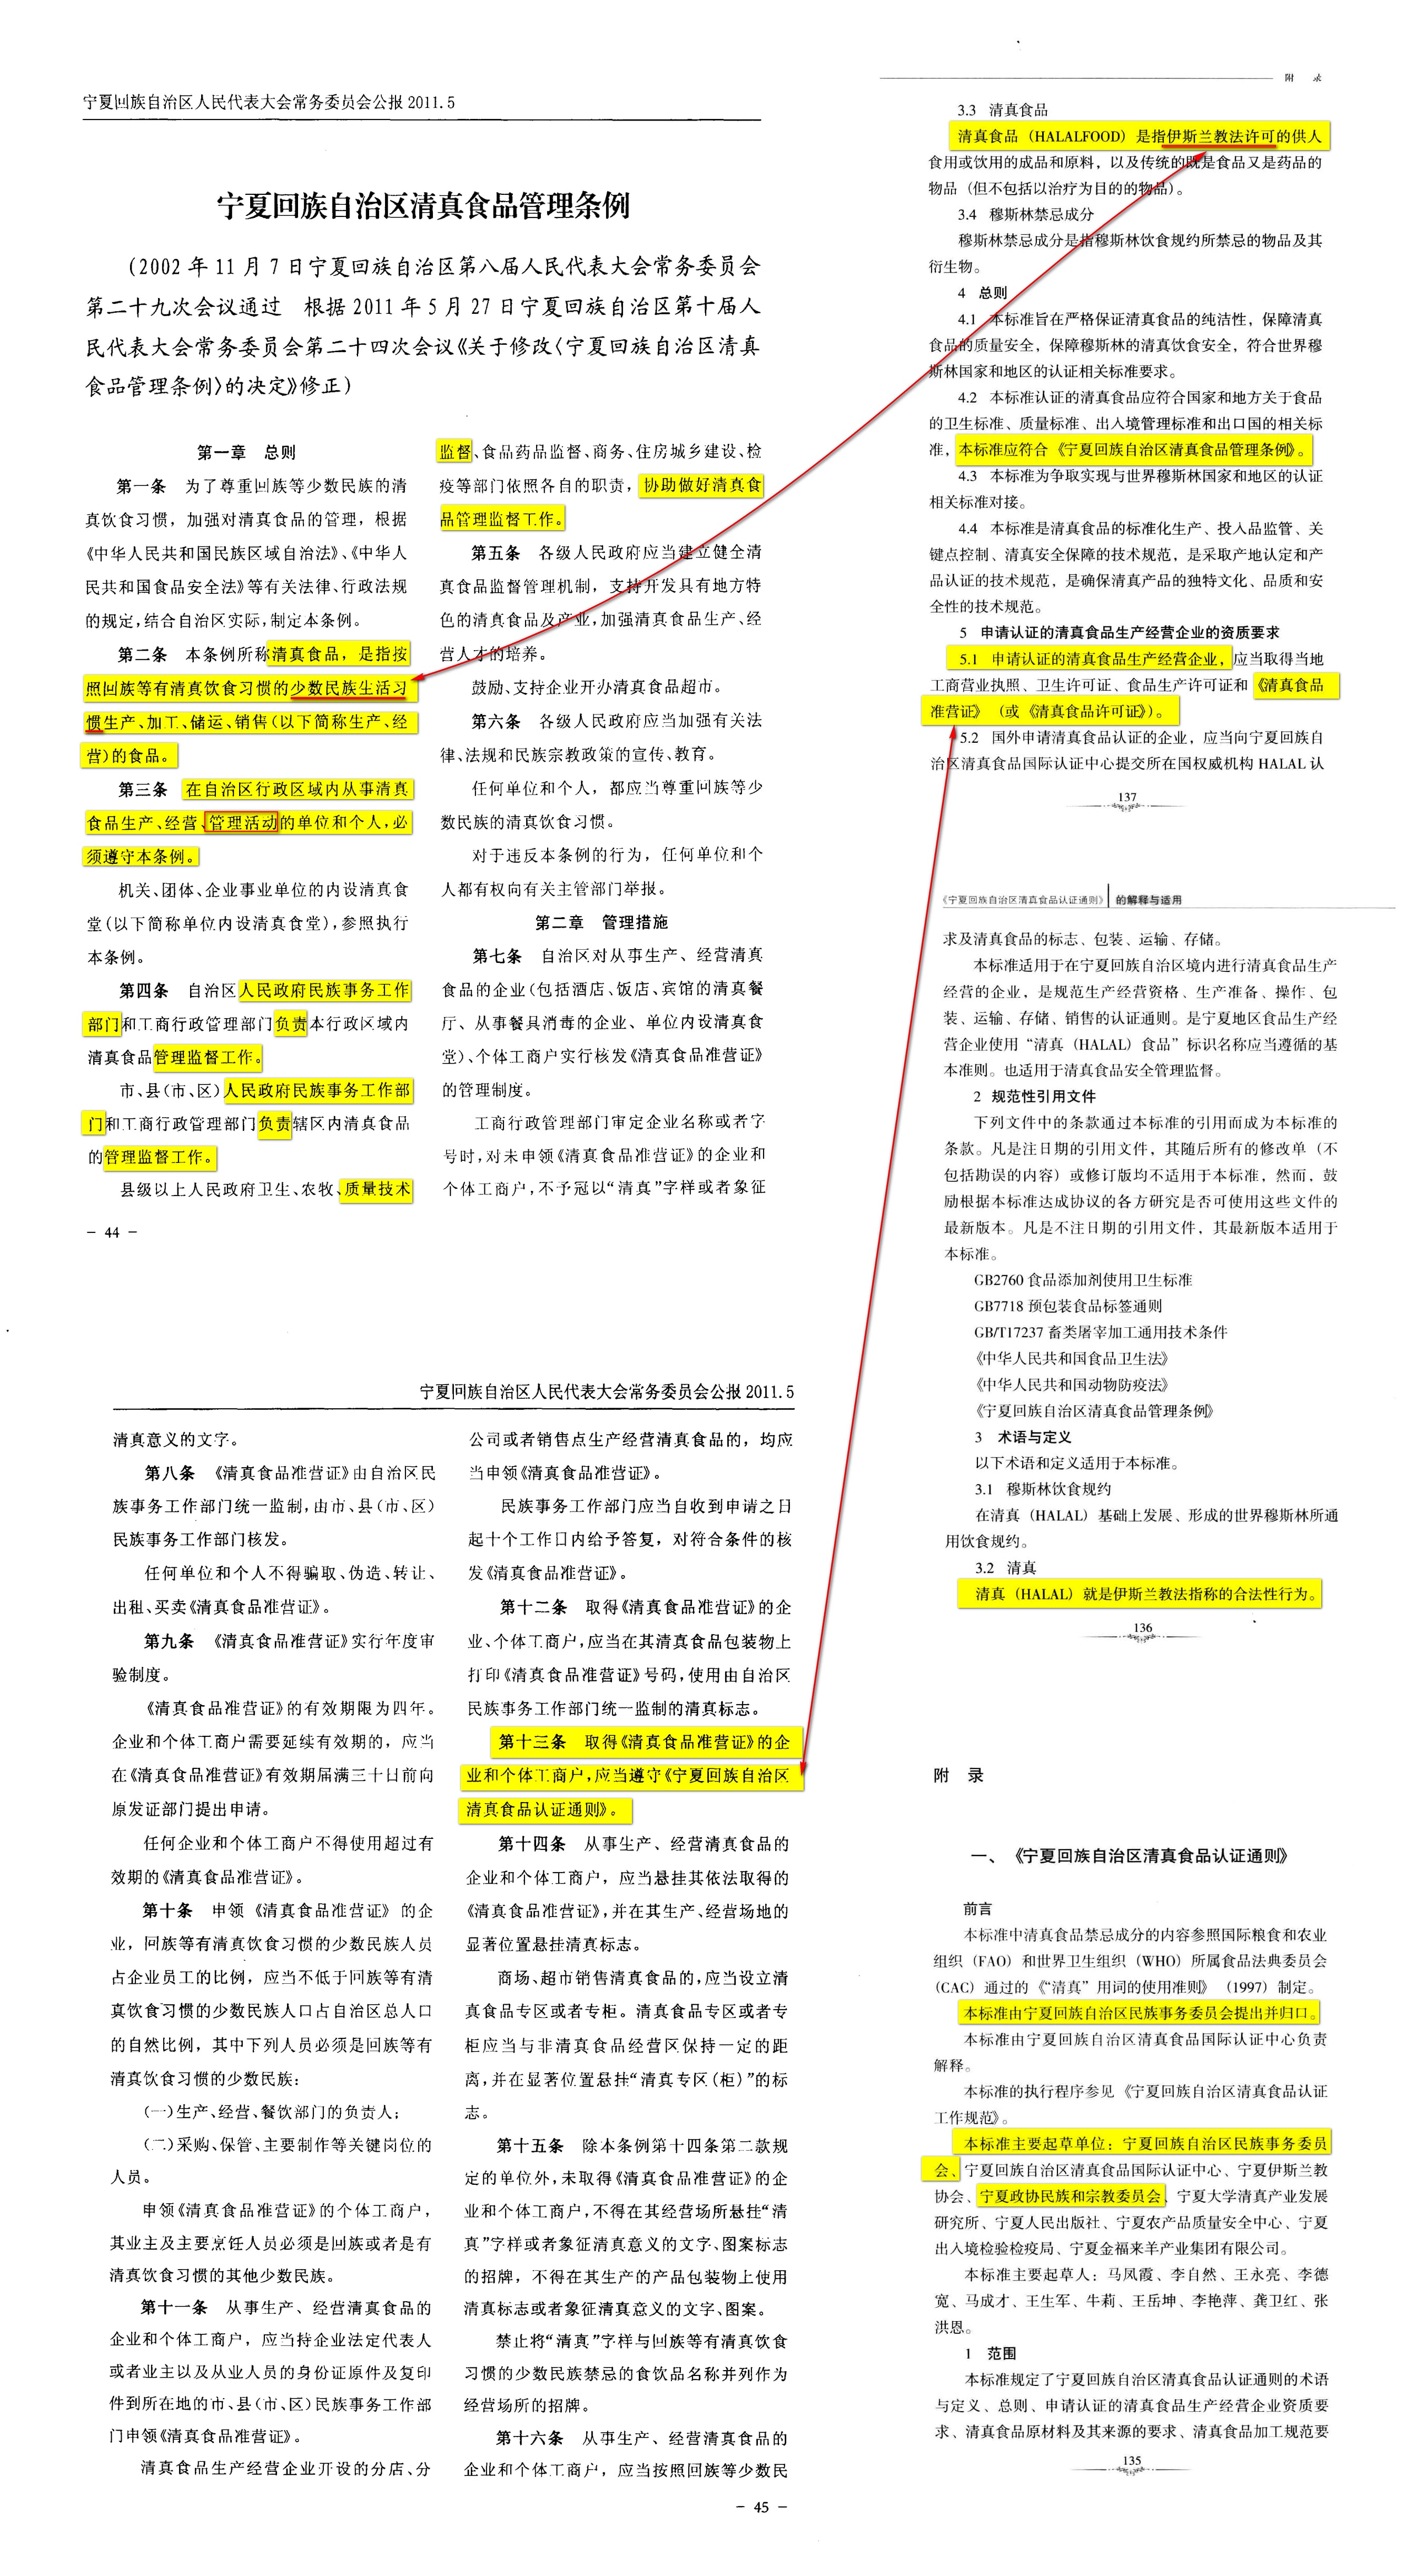 宁夏回族自治区人民代表大会常务委员会公报 2011.5
宁夏回族自治区清真食品管理条例
(2002 年 11 月 7 日宁夏回族自治区第八届人民代表大会常务委员会
第二十九次会议通过 根据 2011 年 5 月 27 日宁夏回族自治区第十届人
民代表大会常务委员会第二十四次会议《关于修改〈宁夏回族自治区清真
食品管理条例〉的决定》修正)
第一章 总则
第一条 为了尊重回族等少数民族的清
真饮食习惯，加强对清真食品的管理，根据
《中华人民共和国民族区域自治法》、《中华人
民共和国食品安全法》等有关法律、行政法规
的规定,结合自治区实际,制定本条例。
第二条 本条例所称清真食品，是指按
照回族等有清真饮食习惯的少数民族生活习
惯生产、加工、储运、销售(以下简称生产、经
营)的食品。
第三条 在自治区行政区域内从事清真
食品生产、经营、管理活动的单位和个人,必
须遵守本条例。
机关、团体、企业事业单位的内设清真食
堂(以下简称单位内设清真食堂),参照执行
本条例。
第四条 自治区人民政府民族事务工作
部门和工商行政管理部门负责本行政区域内
清真食品管理监督工作。
市、县(市、区)人民政府民族事务工作部
门和工商行政管理部门负责辖区内清真食品
的管理监督工作。
县级以上人民政府卫生、农牧、质量技术
监督、食品药品监督、商务、住房城乡建设、检
疫等部门依照各自的职责，协助做好清真食
品管理监督工作。
第五条 各级人民政府应当建立健全清
真食品监督管理机制，支持开发具有地方特
色的清真食品及产业,加强清真食品生产、经
营人才的培养。
鼓励、支持企业开办清真食品超市。
第六条 各级人民政府应当加强有关法
律、法规和民族宗教政策的宣传、教育。
任何单位和个人，都应当尊重回族等少
数民族的清真饮食习惯。
对于违反本条例的行为，任何单位和个
人都有权向有关主管部门举报。
第二章 管理措施
第七条 自治区对从事生产、经营清真
食品的企业(包括酒店、饭店、宾馆的清真餐
厅、从事餐具消毒的企业、单位内设清真食
堂)、个体工商户实行核发《清真食品准营证》
的管理制度。
工商行政管理部门审定企业名称或者字
号时,对未申领《清真食品准营证》的企业和
个体工商户,不予冠以“清真”字样或者象征
－ 44 －
宁夏回族自治区人民代表大会常务委员会公报 2011.5
清真意义的文字。
第八条 《清真食品准营证》由自治区民
族事务工作部门统一监制,由市、县(市、区)
民族事务工作部门核发。
任何单位和个人不得骗取、伪造、转让、
出租、买卖《清真食品准营证》。
第九条 《清真食品准营证》实行年度审
验制度。
《清真食品准营证》的有效期限为四年。
企业和个体工商户需要延续有效期的，应当
在《清真食品准营证》有效期届满三十日前向
原发证部门提出申请。
任何企业和个体工商户不得使用超过有
效期的《清真食品准营证》。
第十条 申领《清真食品准营证》的企
业，回族等有清真饮食习惯的少数民族人员
占企业员工的比例，应当不低于回族等有清
真饮食习惯的少数民族人口占自治区总人口
的自然比例，其中下列人员必须是回族等有
清真饮食习惯的少数民族:
(一)生产、经营、餐饮部门的负责人;
(二)采购、保管、主要制作等关键岗位的
人员。
申领《清真食品准营证》的个体工商户，
其业主及主要烹饪人员必须是回族或者是有
清真饮食习惯的其他少数民族。
第十一条 从事生产、经营清真食品的
企业和个体工商户，应当持企业法定代表人
或者业主以及从业人员的身份证原件及复印
件到所在地的市、县(市、区)民族事务工作部
门申领《清真食品准营证》。
清真食品生产经营企业开设的分店、分
公司或者销售点生产经营清真食品的，均应
当申领《清真食品准营证》。
民族事务工作部门应当自收到申请之日
起十个工作日内给予答复，对符合条件的核
发《清真食品准营证》。
第十二条 取得《清真食品准营证》的企
业、个体工商户,应当在其清真食品包装物上
打印《清真食品准营证》号码,使用由自治区
民族事务工作部门统一监制的清真标志。
第十三条 取得《清真食品准营证》的企
业和个体工商户,应当遵守《宁夏回族自治区
清真食品认证通则》。
第十四条 从事生产、经营清真食品的
企业和个体工商户，应当悬挂其依法取得的
《清真食品准营证》,并在其生产、经营场地的
显著位置悬挂清真标志。
商场、超市销售清真食品的,应当设立清
真食品专区或者专柜。清真食品专区或者专
柜应当与非清真食品经营区保持一定的距
离,并在显著位置悬挂“清真专区(柜)”的标
志。
第十五条 除本条例第十四条第二款规
定的单位外,未取得《清真食品准营证》的企
业和个体工商户,不得在其经营场所悬挂“清
真”字样或者象征清真意义的文字、图案标志
的招牌，不得在其生产的产品包装物上使用
清真标志或者象征清真意义的文字、图案。
禁止将“清真”字样与回族等有清真饮食
习惯的少数民族禁忌的食饮品名称并列作为
经营场所的招牌。
第十六条 从事生产、经营清真食品的
企业和个体工商户，应当按照回族等少数民
－ 45 －
附 录
3.3 清真食品
清真食品（HALALFOOD）是指伊斯兰教法许可的供人
食用或饮用的成品和原料，以及传统的既是食品又是药品的
物品（但不包括以治疗为目的的物品）。
3.4 穆斯林禁忌成分
穆斯林禁忌成分是指穆斯林饮食规约所禁忌的物品及其
衍生物。
4 总则
4.1 本标准旨在严格保证清真食品的纯洁性，保障清真
食品的质量安全，保障穆斯林的清真饮食安全，符合世界穆
斯林国家和地区的认证相关标准要求。
4.2 本标准认证的清真食品应符合国家和地方关于食品
的卫生标准、质量标准、出入境管理标准和出口国的相关标
准，本标准应符合《宁夏回族自治区清真食品管理条例》。
4.3 本标准为争取实现与世界穆斯林国家和地区的认证
相关标准对接。
4.4 本标准是清真食品的标准化生产、投入品监管、关
键点控制、清真安全保障的技术规范，是采取产地认定和产
品认证的技术规范，是确保清真产品的独特文化、品质和安
全性的技术规范。
5 申请认证的清真食品生产经营企业的资质要求
5.1 申请认证的清真食品生产经营企业，应当取得当地
工商营业执照、卫生许可证、食品生产许可证和《清真食品
准营证》（或《清真食品许可证》）。
5.2 国外申请清真食品认证的企业，应当向宁夏回族自
治区清真食品国际认证中心提交所在国权威机构 HALAL 认
137
《宁夏回族自治区清真食品认证通则》 的解释与适用
求及清真食品的标志、包装、运输、存储。
本标准适用于在宁夏回族自治区境内进行清真食品生产
经营的企业，是规范生产经营资格、生产准备、操作、包
装、运输、存储、销售的认证通则。是宁夏地区食品生产经
营企业使用“清真（HALAL）食品”标识名称应当遵循的基
本准则。也适用于清真食品安全管理监督。
2 规范性引用文件
下列文件中的条款通过本标准的引用而成为本标准的
条款。凡是注日期的引用文件，其随后所有的修改单（不
包括勘误的内容）或修订版均不适用于本标准，然而，鼓
励根据本标准达成协议的各方研究是否可使用这些文件的
最新版本。凡是不注日期的引用文件，其最新版本适用于
本标准。
GB2760 食品添加剂使用卫生标准
GB7718 预包装食品标签通则
GB/T17237 畜类屠宰加工通用技术条件
《中华人民共和国食品卫生法》
《中华人民共和国动物防疫法》
《宁夏回族自治区清真食品管理条例》
3 术语与定义
以下术语和定义适用于本标准。
3.1 穆斯林饮食规约
在清真（HALAL）基础上发展、形成的世界穆斯林所通
用饮食规约。
3.2 清真
清真（HALAL）就是伊斯兰教法指称的合法性行为。
136
附 录
一、《宁夏回族自治区清真食品认证通则》
前言
本标准中清真食品禁忌成分的内容参照国际粮食和农业
组织（FAO）和世界卫生组织（WHO）所属食品法典委员会
（CAC）通过的《“清真”用词的使用准则》（1997）制定。
本标准由宁夏回族自治区民族事务委员会提出并归口。
本标准由宁夏回族自治区清真食品国际认证中心负责
解释。
本标准的执行程序参见《宁夏回族自治区清真食品认证
工作规范》。
本标准主要起草单位：宁夏回族自治区民族事务委员
会、宁夏回族自治区清真食品国际认证中心、宁夏伊斯兰教
协会、宁夏政协民族和宗教委员会、宁夏大学清真产业发展
研究所、宁夏人民出版社、宁夏农产品质量安全中心、宁夏
出入境检验检疫局、宁夏金福来羊产业集团有限公司。
本标准主要起草人：马凤霞、李自然、王永亮、李德
宽、马成才、王生军、牛莉、王岳坤、李艳萍、龚卫红、张
洪恩。
1 范围
本标准规定了宁夏回族自治区清真食品认证通则的术语
与定义、总则、申请认证的清真食品生产经营企业资质要
求、清真食品原材料及其来源的要求、清真食品加工规范要
135